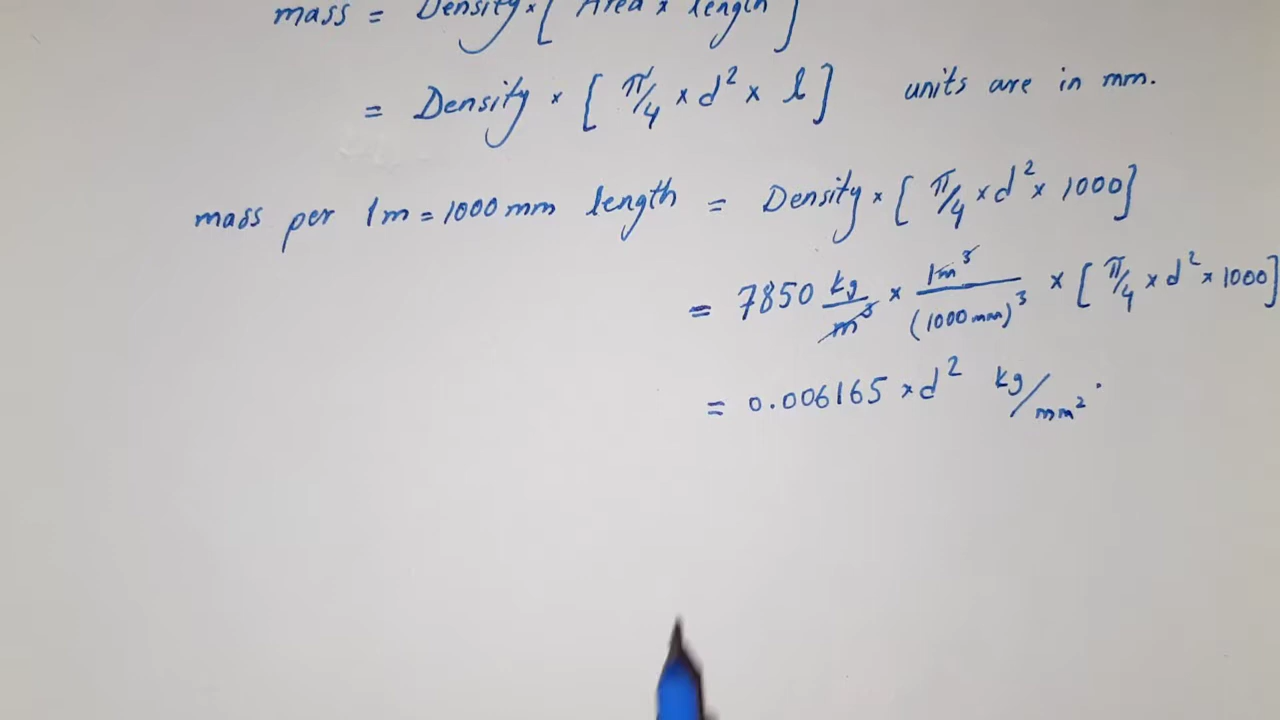 mass = Density × [ Area × length ]
= Density × [ π/4 × d² × l ] units are in mm.
mass per 1m = 1000 mm length = Density × [ π/4 × d² × 1000 ]
= 7850 kg/m³ × 1m³/(1000 mm)³ × [ π/4 × d² × 1000 ]
= 0.006165 × d² kg/mm² .